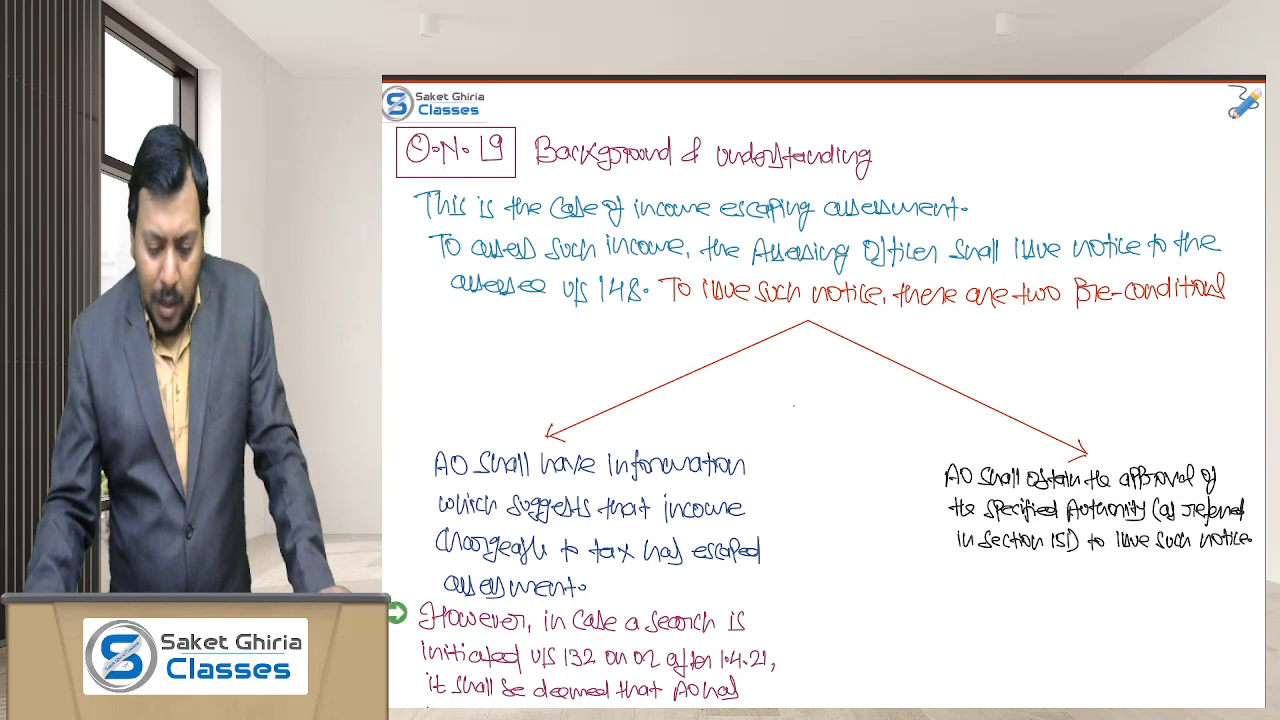 Saket Ghiria
Classes
Q.N. 19 Background & understanding
This is the case of income escaping assessment.
To assess such income, the Assessing Officer shall issue notice to the
assessee u/s 148. To issue such notice, there are two Pre-conditions
AO shall have information
which suggests that income
chargeable to tax has escaped
assessment.
AO shall obtain the approval of
the specified Authority (as referred
in section 151) to issue such notice.
However, in case a search is
initiated u/s 132 on or after 1.4.21,
it shall be deemed that AO has
Saket Ghiria
Classes